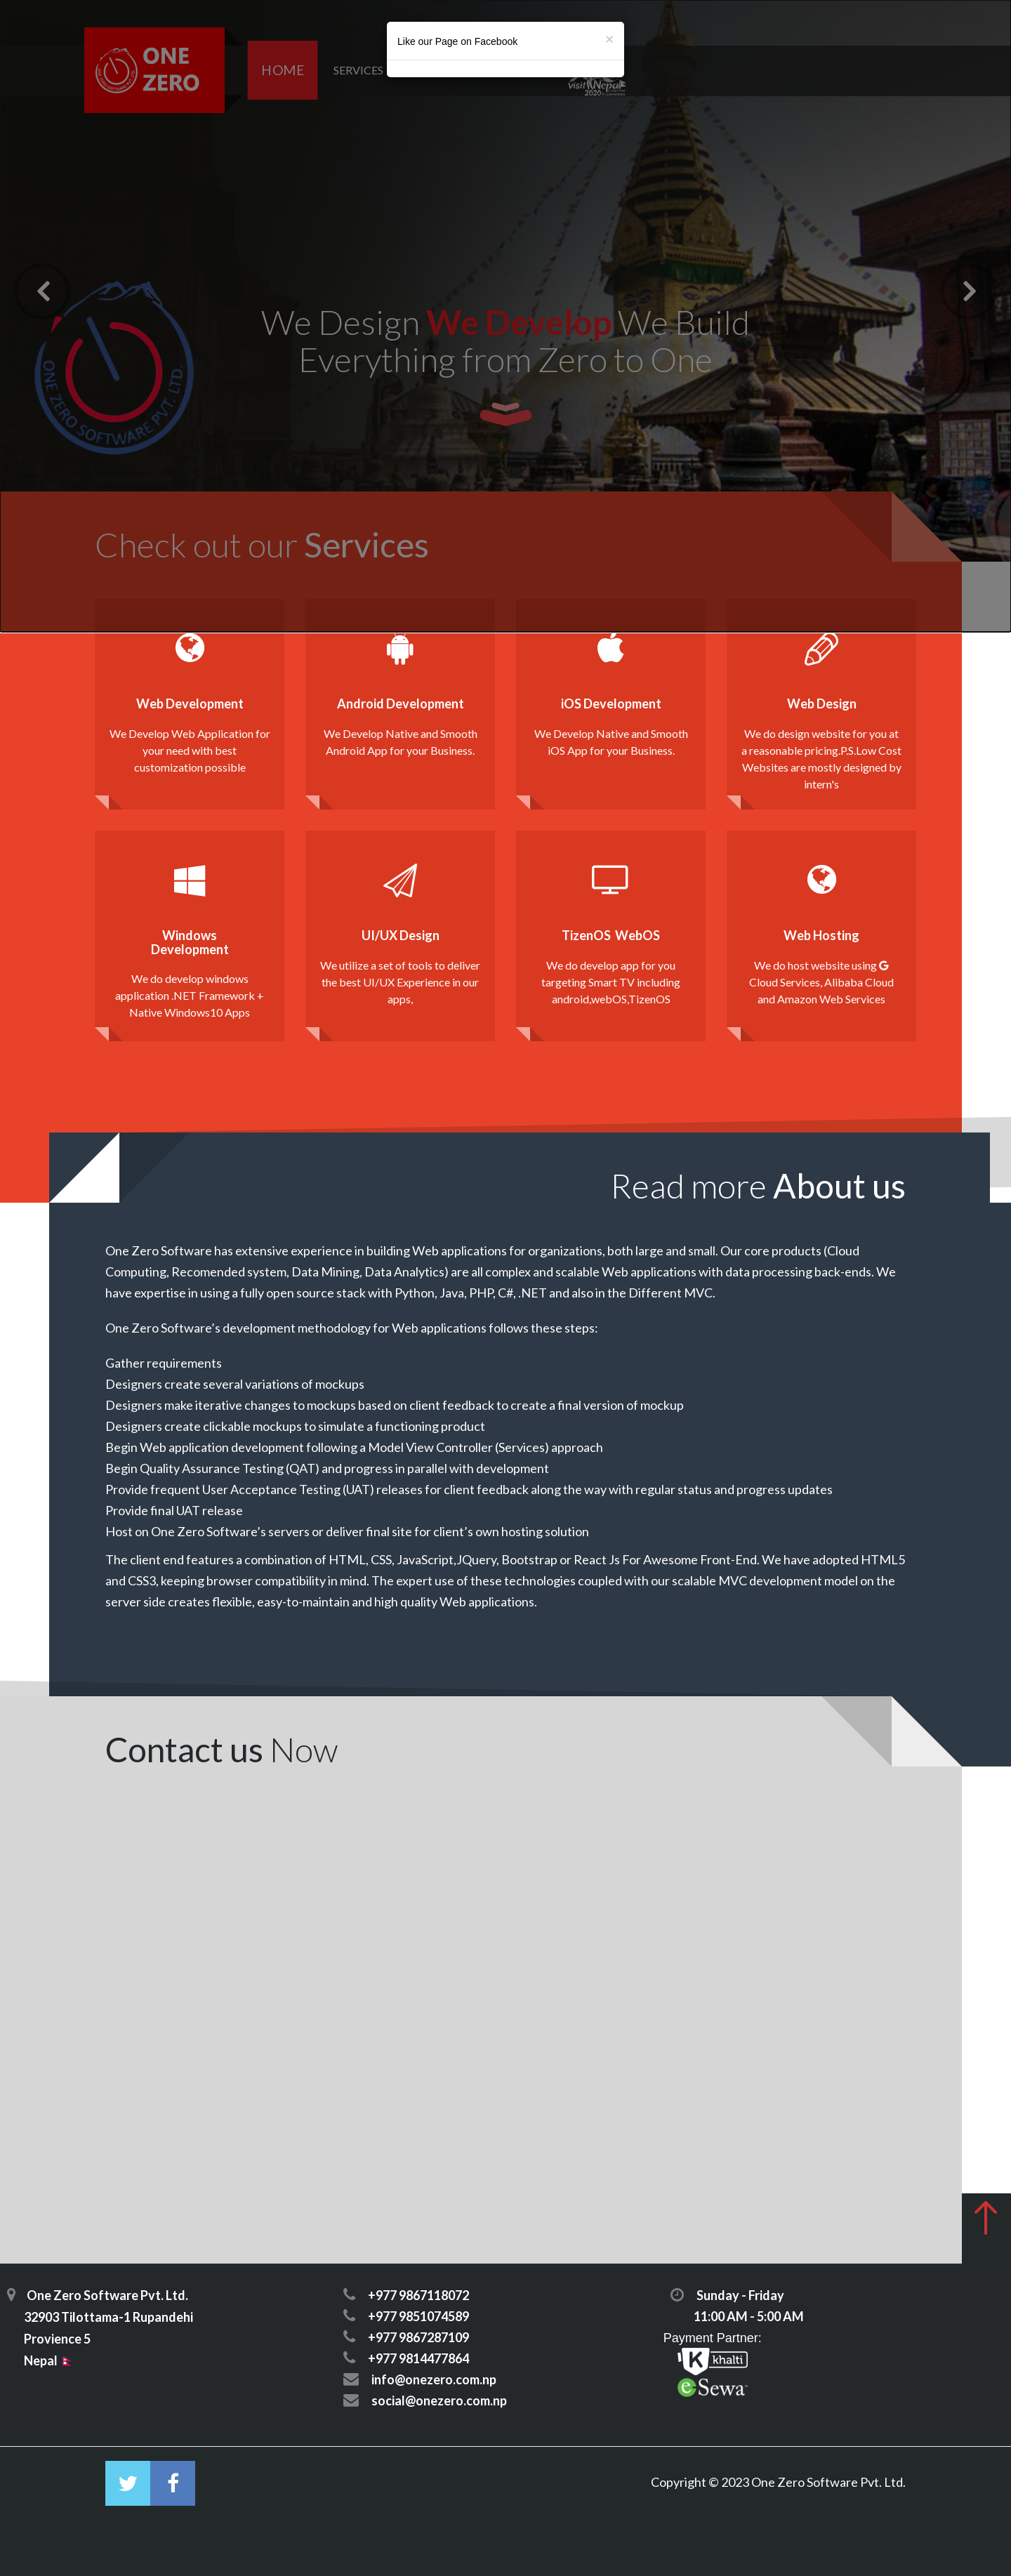 Like our Page on Facebook ×
ONE
ZERO
HOME SERVICES
visit Nepal
2020
We Design We Develop We Build
Everything from Zero to One
ONE ZERO SOFTWARE PVT. LTD.
Check out our Services
Web Development
We Develop Web Application for
your need with best
customization possible
Android Development
We Develop Native and Smooth
Android App for your Business.
iOS Development
We Develop Native and Smooth
iOS App for your Business.
Web Design
We do design website for you at
a reasonable pricing.P.S.Low Cost
Websites are mostly designed by
intern's
Windows
Development
We do develop windows
application .NET Framework +
Native Windows10 Apps
UI/UX Design
We utilize a set of tools to deliver
the best UI/UX Experience in our
apps,
TizenOS WebOS
We do develop app for you
targeting Smart TV including
android,webOS,TizenOS
Web Hosting
We do host website using G
Cloud Services, Alibaba Cloud
and Amazon Web Services
Read more About us
One Zero Software has extensive experience in building Web applications for organizations, both large and small. Our core products (Cloud
Computing, Recomended system, Data Mining, Data Analytics) are all complex and scalable Web applications with data processing back-ends. We
have expertise in using a fully open source stack with Python, Java, PHP, C#, .NET and also in the Different MVC.
One Zero Software’s development methodology for Web applications follows these steps:
Gather requirements
Designers create several variations of mockups
Designers make iterative changes to mockups based on client feedback to create a final version of mockup
Designers create clickable mockups to simulate a functioning product
Begin Web application development following a Model View Controller (Services) approach
Begin Quality Assurance Testing (QAT) and progress in parallel with development
Provide frequent User Acceptance Testing (UAT) releases for client feedback along the way with regular status and progress updates
Provide final UAT release
Host on One Zero Software’s servers or deliver final site for client’s own hosting solution
The client end features a combination of HTML, CSS, JavaScript,JQuery, Bootstrap or React Js For Awesome Front-End. We have adopted HTML5
and CSS3, keeping browser compatibility in mind. The expert use of these technologies coupled with our scalable MVC development model on the
server side creates flexible, easy-to-maintain and high quality Web applications.
Contact us Now
One Zero Software Pvt. Ltd.
32903 Tilottama-1 Rupandehi
Provience 5
Nepal
+977 9867118072
+977 9851074589
+977 9867287109
+977 9814477864
info@onezero.com.np
social@onezero.com.np
Sunday - Friday
11:00 AM - 5:00 AM
Payment Partner:
K khalti
eSewa
Copyright © 2023 One Zero Software Pvt. Ltd.